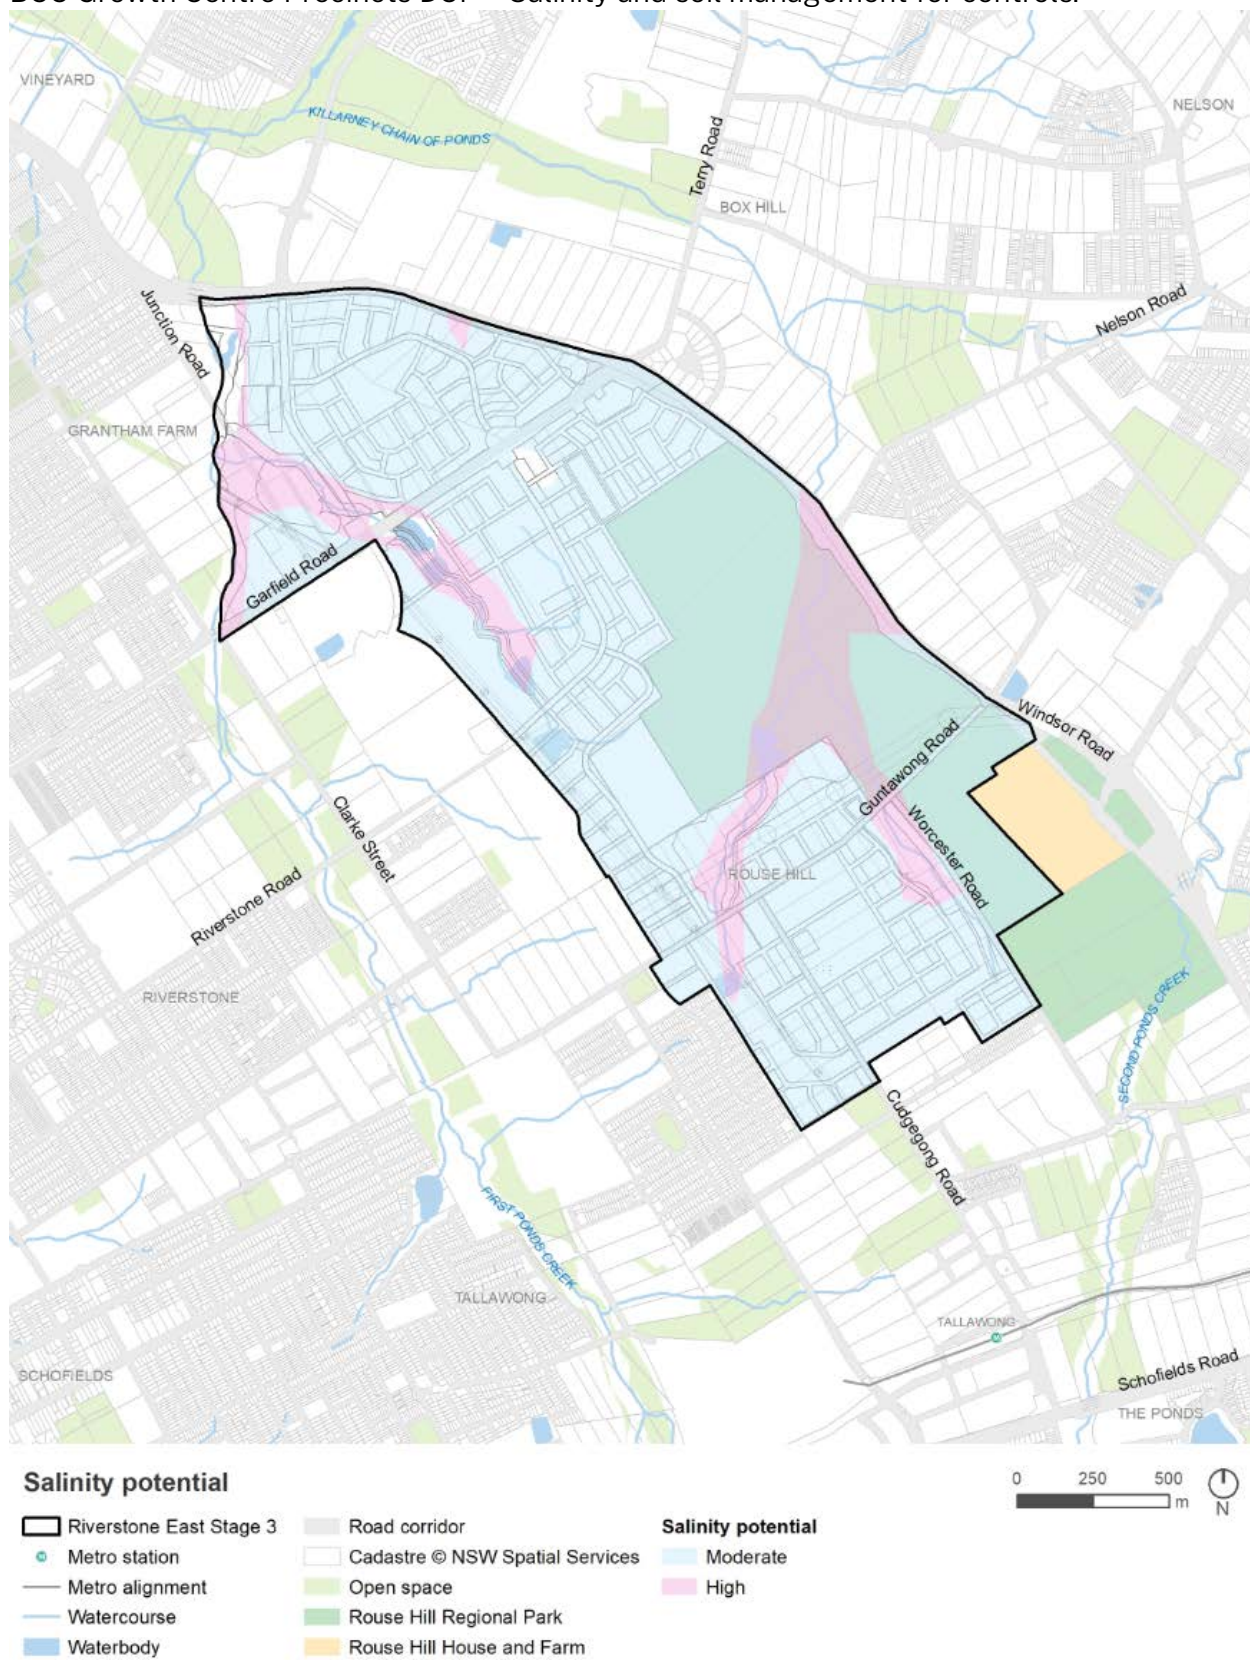 VINEYARD
NELSON
KILLARNEY CHAIN OF PONDS
Terry Road
BOX HILL
Junction Road
Nelson Road
GRANTHAM FARM
Garfield Road
Windsor Road
Guntawong Road
Clarke Street
Worcester Road
ROUSE HILL
Riverstone Road
RIVERSTONE
SECOND PONDS CREEK
Cudgegong Road
FIRST PONDS CREEK
TALLAWONG
TALLAWONG
SCHOFIELDS
Schofields Road
THE PONDS
Salinity potential
0 250 500
m
N
Riverstone East Stage 3
Metro station
Metro alignment
Watercourse
Waterbody
Road corridor
Cadastre © NSW Spatial Services
Open space
Rouse Hill Regional Park
Rouse Hill House and Farm
Salinity potential
Moderate
High